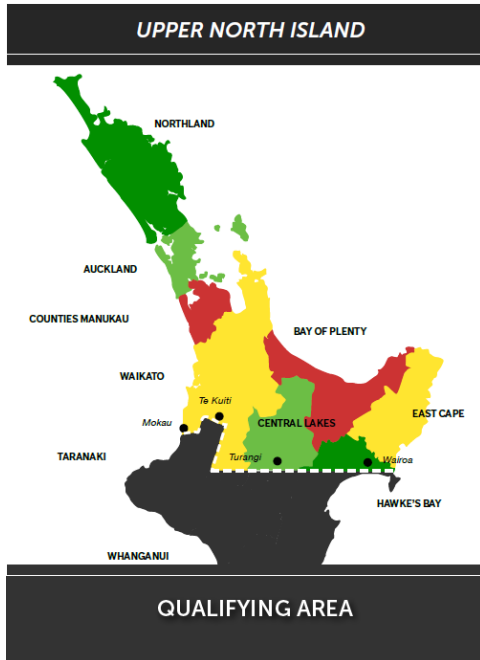 UPPER NORTH ISLAND
NORTHLAND
AUCKLAND
COUNTIES MANUKAU
BAY OF PLENTY
WAIKATO
Te Kuiti
EAST CAPE
Mokau
CENTRAL LAKES
TARANAKI
Turangi
Wairoa
HAWKE'S BAY
WHANGANUI
QUALIFYING AREA